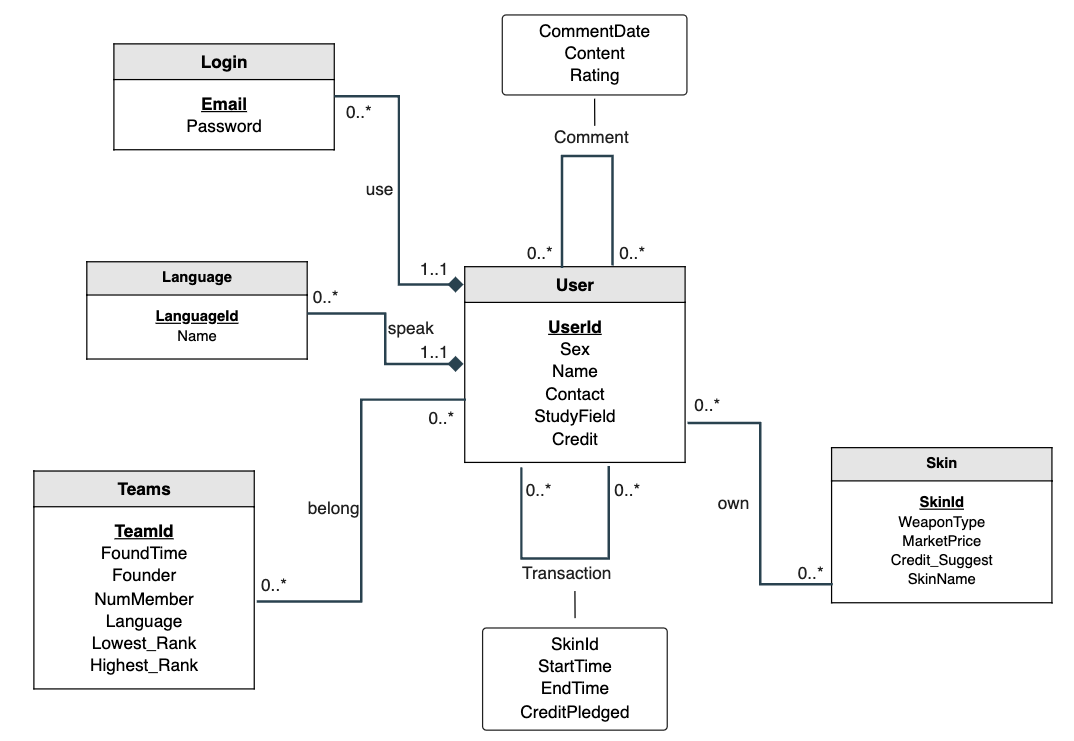 CommentDate
Content
Rating
Comment
0..*
0..*
Login
Email
Password
0..*
use
1..1
Language
LanguageId
Name
0..*
speak
1..1
User
UserId
Sex
Name
Contact
StudyField
Credit
0..*
belong
0..*
Teams
TeamId
FoundTime
Founder
NumMember
Language
Lowest_Rank
Highest_Rank
0..*
0..*
Transaction
SkinId
StartTime
EndTime
CreditPledged
0..*
own
0..*
Skin
SkinId
WeaponType
MarketPrice
Credit_Suggest
SkinName